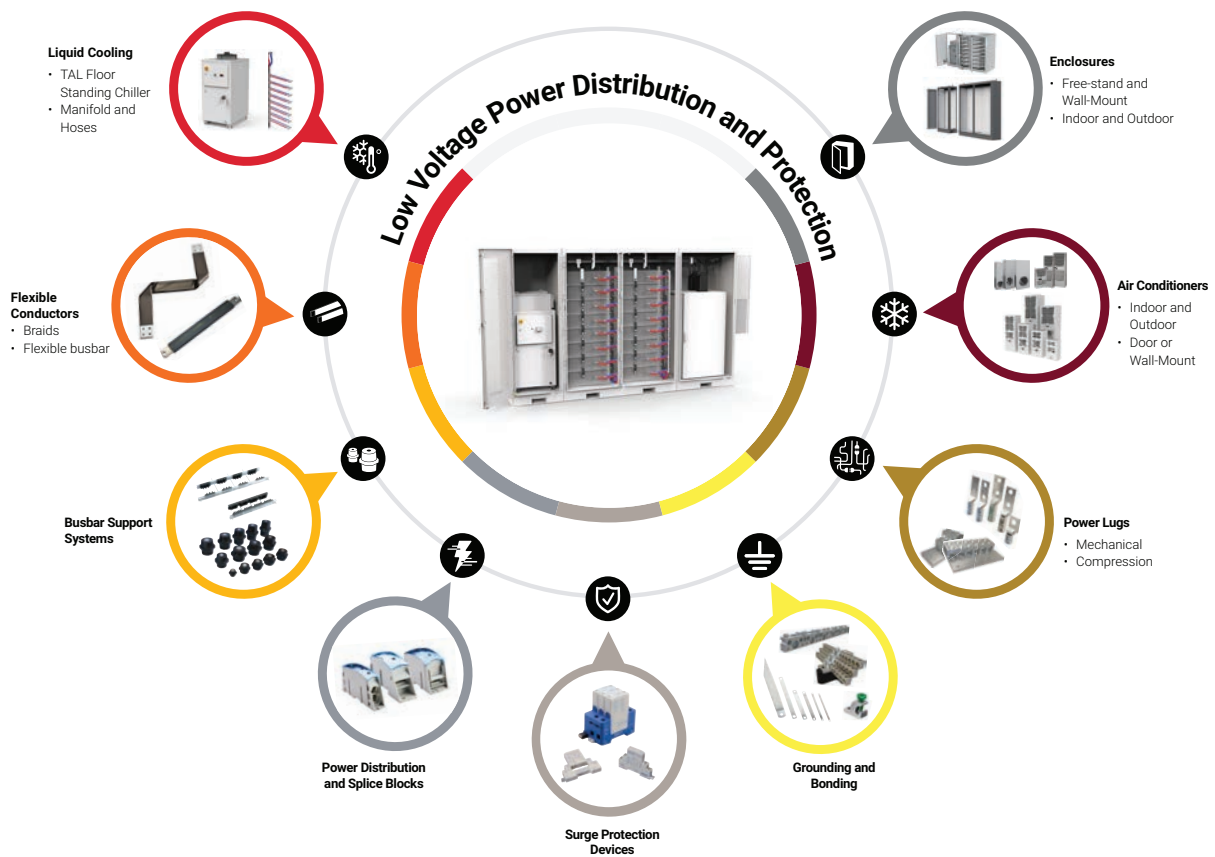 Low Voltage Power Distribution and Protection
Liquid Cooling
• TAL Floor
Standing Chiller
• Manifold and
Hoses
Enclosures
• Free-stand and
Wall-Mount
• Indoor and Outdoor
Flexible
Conductors
• Braids
• Flexible busbar
Air Conditioners
• Indoor and
Outdoor
• Door or
Wall-Mount
Busbar Support
Systems
Power Lugs
• Mechanical
• Compression
Power Distribution
and Splice Blocks
Grounding and
Bonding
Surge Protection
Devices